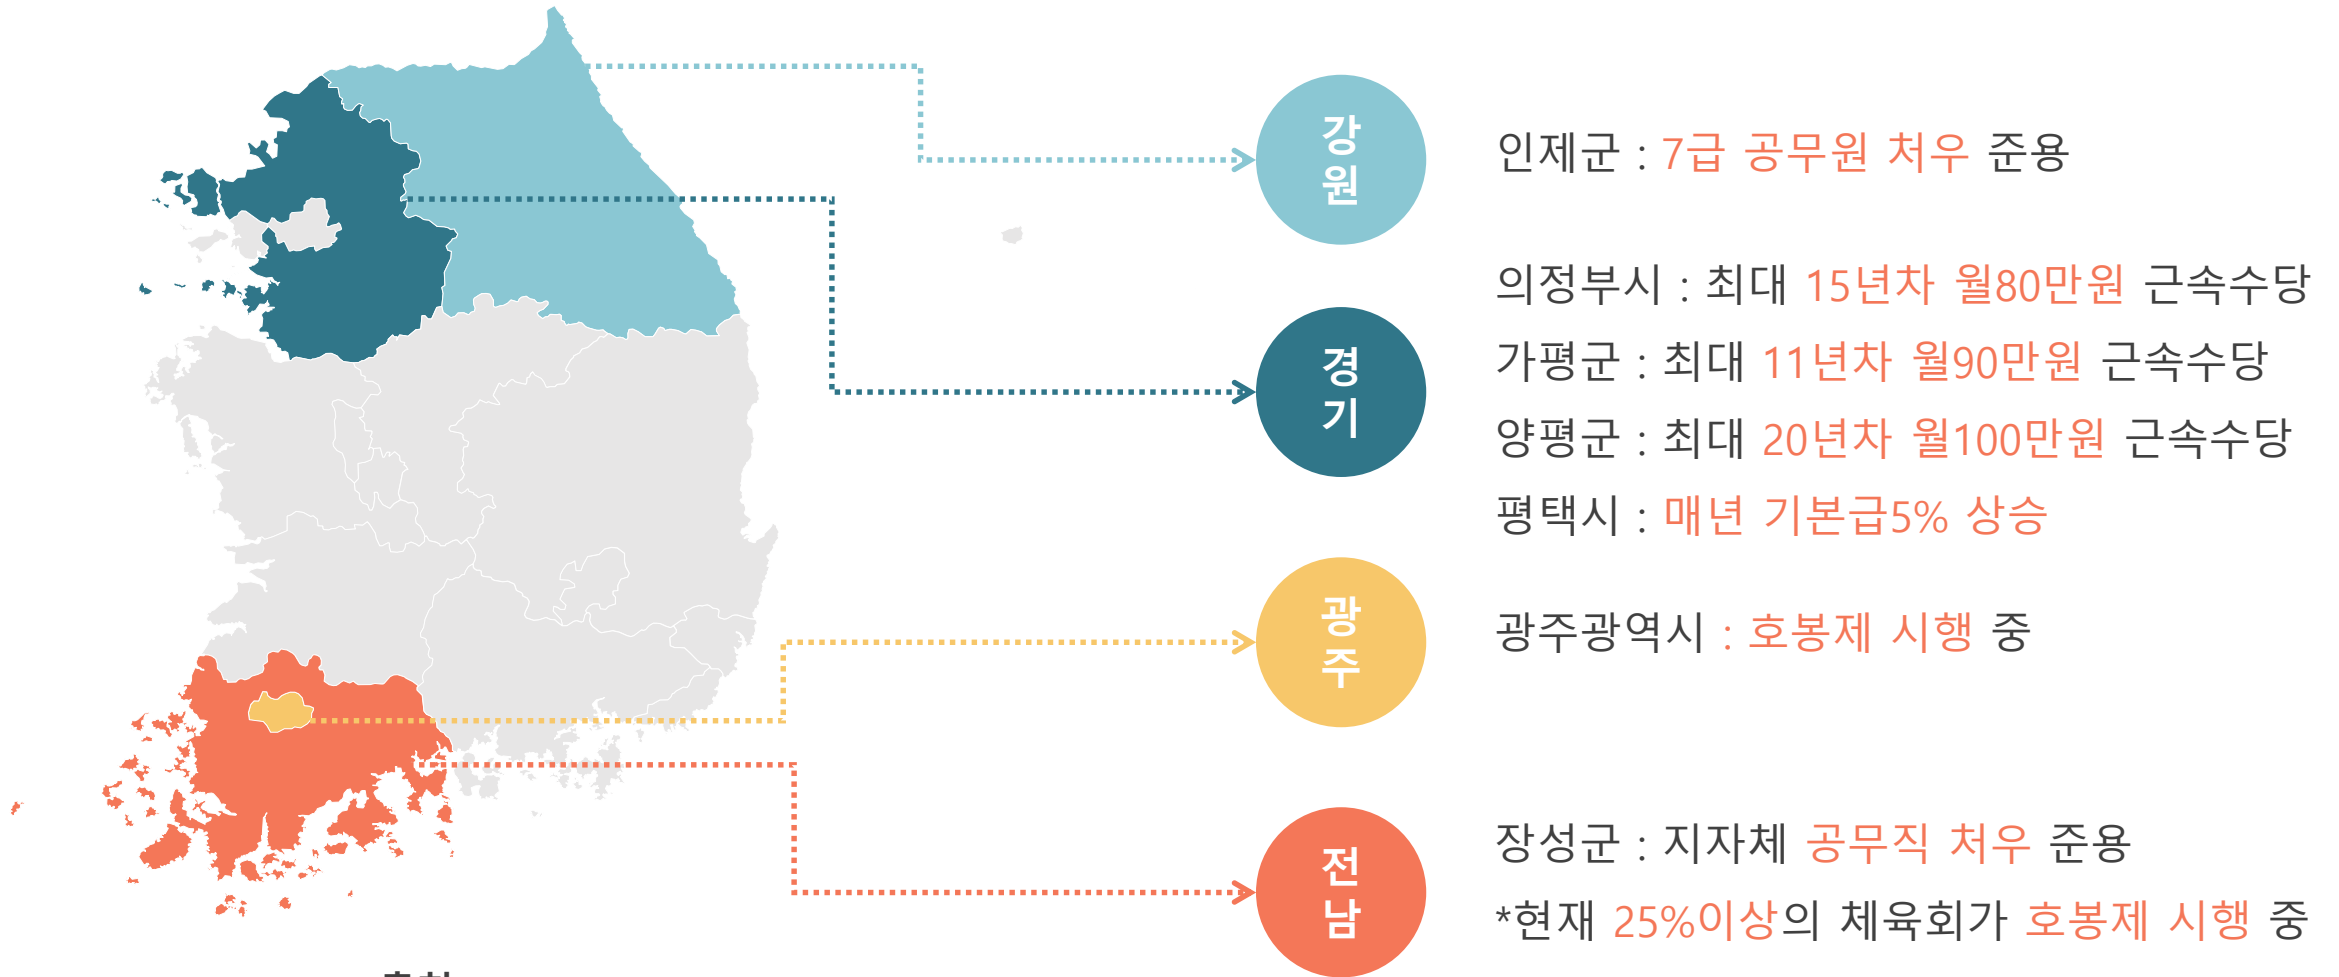 강원
인제군 : 7급 공무원 처우 준용
경기
의정부시 : 최대 15년차 월80만원 근속수당
가평군 : 최대 11년차 월90만원 근속수당
양평군 : 최대 20년차 월100만원 근속수당
평택시 : 매년 기본급5% 상승
광주
광주광역시 : 호봉제 시행 중
전남
장성군 : 지자체 공무직 처우 준용
*현재 25%이상의 체육회가 호봉제 시행 중